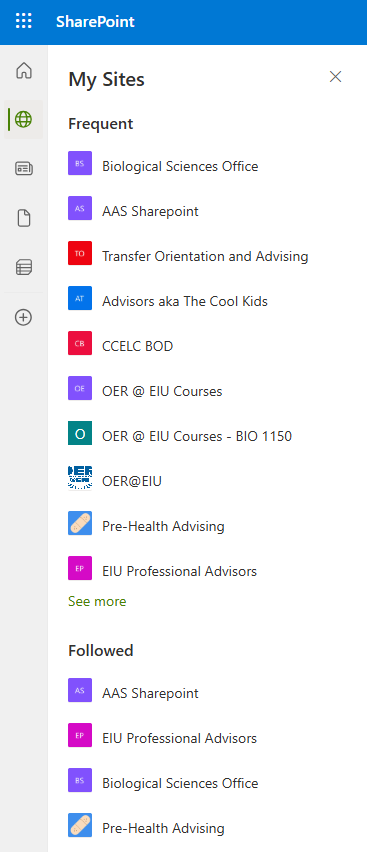 SharePoint
My Sites
Frequent
BS Biological Sciences Office
AS AAS Sharepoint
TO Transfer Orientation and Advising
AT Advisors aka The Cool Kids
CB CCELC BOD
OE OER @ EIU Courses
O OER @ EIU Courses - BIO 1150
OER@EIU
Pre-Health Advising
EP EIU Professional Advisors
See more
Followed
AS AAS Sharepoint
EP EIU Professional Advisors
BS Biological Sciences Office
Pre-Health Advising